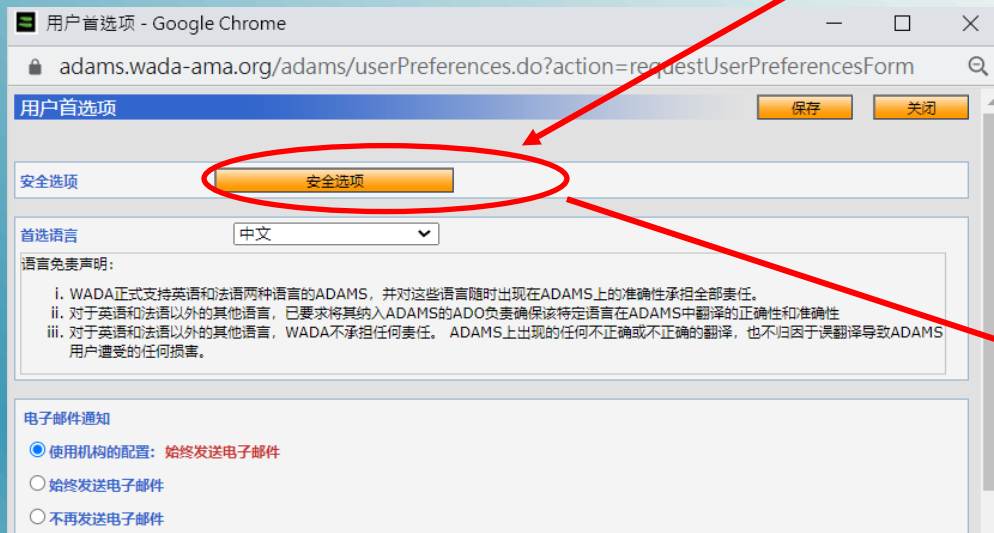 用户首选项 - Google Chrome
adams.wada-ama.org/adams/userPreferences.do?action=requestUserPreferencesForm
用户首选项 保存 关闭
安全选项 安全选项
首选语言 中文
语言免责声明：
i. WADA正式支持英语和法语两种语言的ADAMS，并对这些语言随时出现在ADAMS上的准确性承担全部责任。
ii. 对于英语和法语以外的其他语言，已要求将其纳入ADAMS的ADO负责确保该特定语言在ADAMS中翻译的正确性和准确性
iii. 对于英语和法语以外的其他语言，WADA不承担任何责任。 ADAMS上出现的任何不正确或不正确的翻译，也不归因于误翻译导致ADAMS
用户遭受的任何损害。
电子邮件通知
使用机构的配置：始终发送电子邮件
始终发送电子邮件
不再发送电子邮件